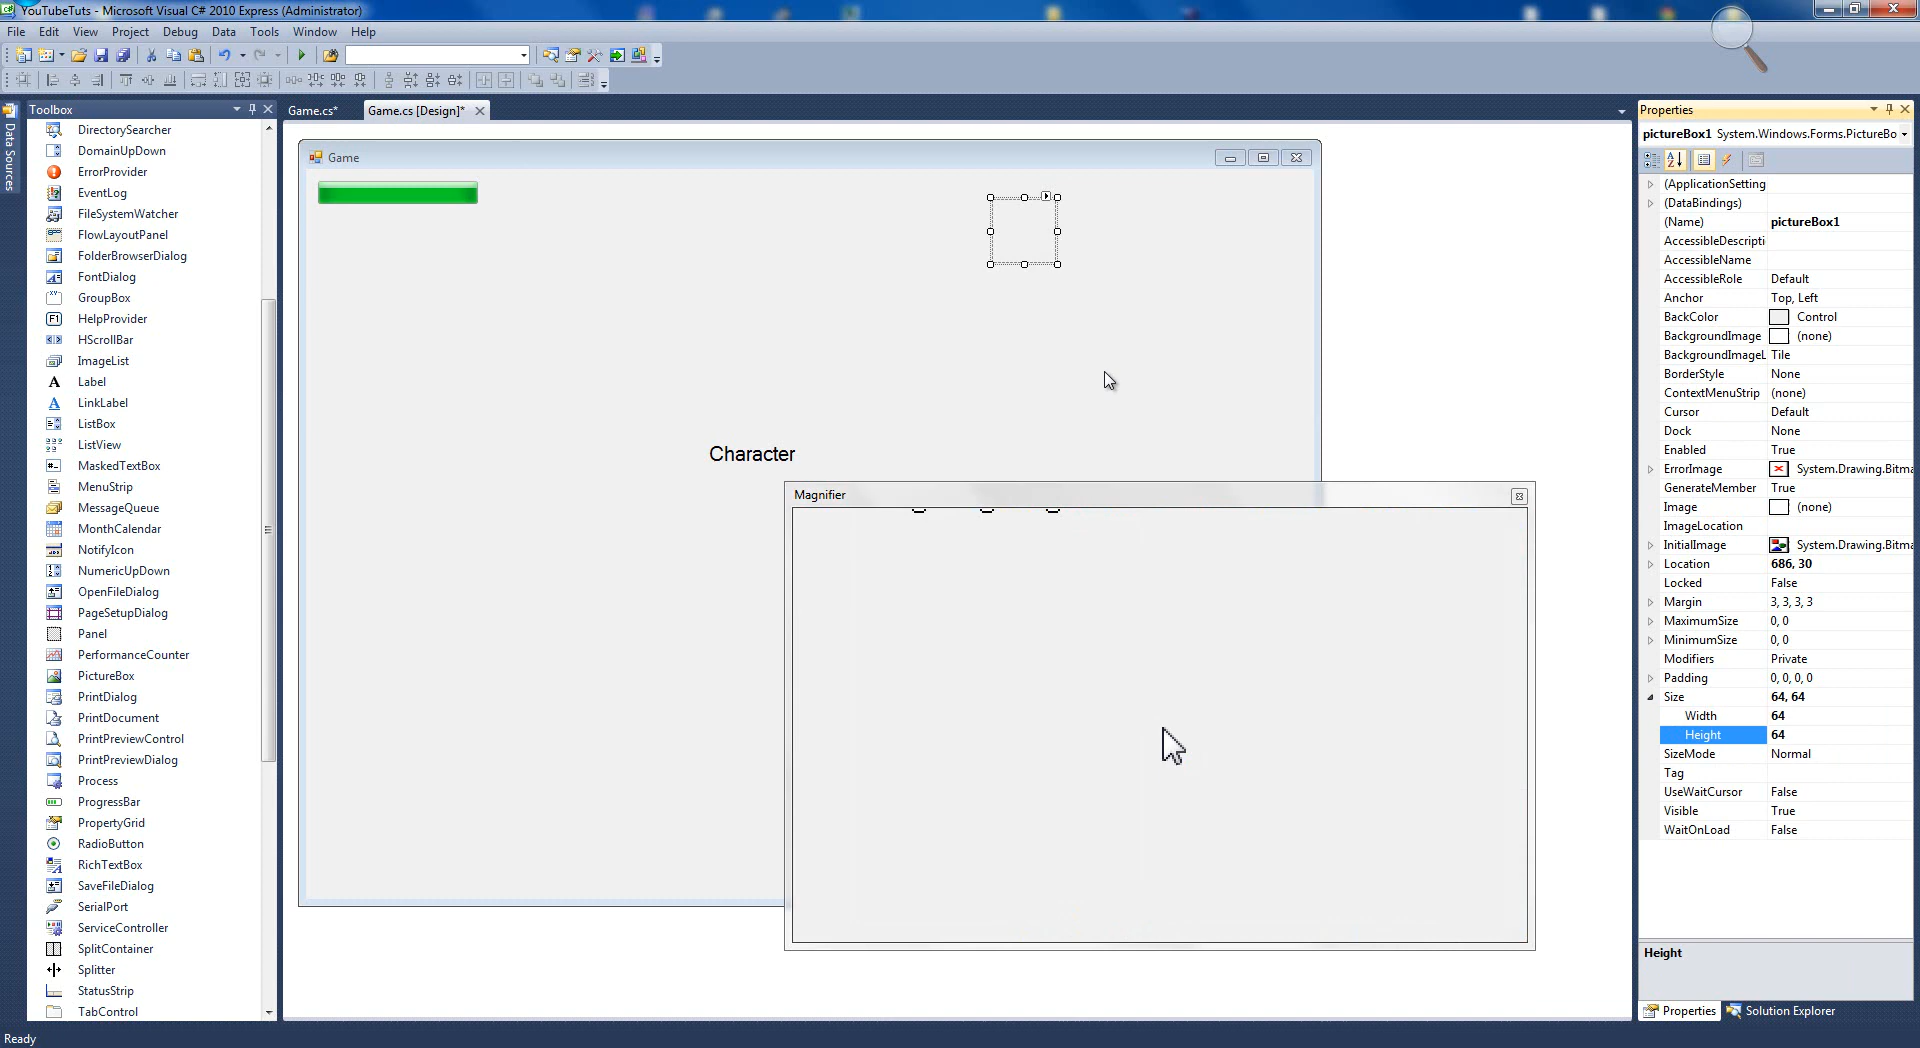 YouTubeTuts - Microsoft Visual C# 2010 Express (Administrator)
File Edit View Project Debug Data Tools Window Help
Data Sources
Toolbox
DirectorySearcher
DomainUpDown
ErrorProvider
EventLog
FileSystemWatcher
FlowLayoutPanel
FolderBrowserDialog
FontDialog
GroupBox
HelpProvider
HScrollBar
ImageList
Label
LinkLabel
ListBox
ListView
MaskedTextBox
MenuStrip
MessageQueue
MonthCalendar
NotifyIcon
NumericUpDown
OpenFileDialog
PageSetupDialog
Panel
PerformanceCounter
PictureBox
PrintDialog
PrintDocument
PrintPreviewControl
PrintPreviewDialog
Process
ProgressBar
PropertyGrid
RadioButton
RichTextBox
SaveFileDialog
SerialPort
ServiceController
SplitContainer
Splitter
StatusStrip
TabControl
Game.cs* Game.cs [Design]*
Game
Character
Magnifier
Properties
pictureBox1 System.Windows.Forms.PictureBo
(ApplicationSetting
(DataBindings)
(Name) pictureBox1
AccessibleDescripti
AccessibleName
AccessibleRole Default
Anchor Top, Left
BackColor Control
BackgroundImage (none)
BackgroundImageL Tile
BorderStyle None
ContextMenuStrip (none)
Cursor Default
Dock None
Enabled True
ErrorImage System.Drawing.Bitma
GenerateMember True
Image (none)
ImageLocation
InitialImage System.Drawing.Bitma
Location 686, 30
Locked False
Margin 3, 3, 3, 3
MaximumSize 0, 0
MinimumSize 0, 0
Modifiers Private
Padding 0, 0, 0, 0
Size 64, 64
Width 64
Height 64
SizeMode Normal
Tag
UseWaitCursor False
Visible True
WaitOnLoad False
Height
Properties Solution Explorer
Ready